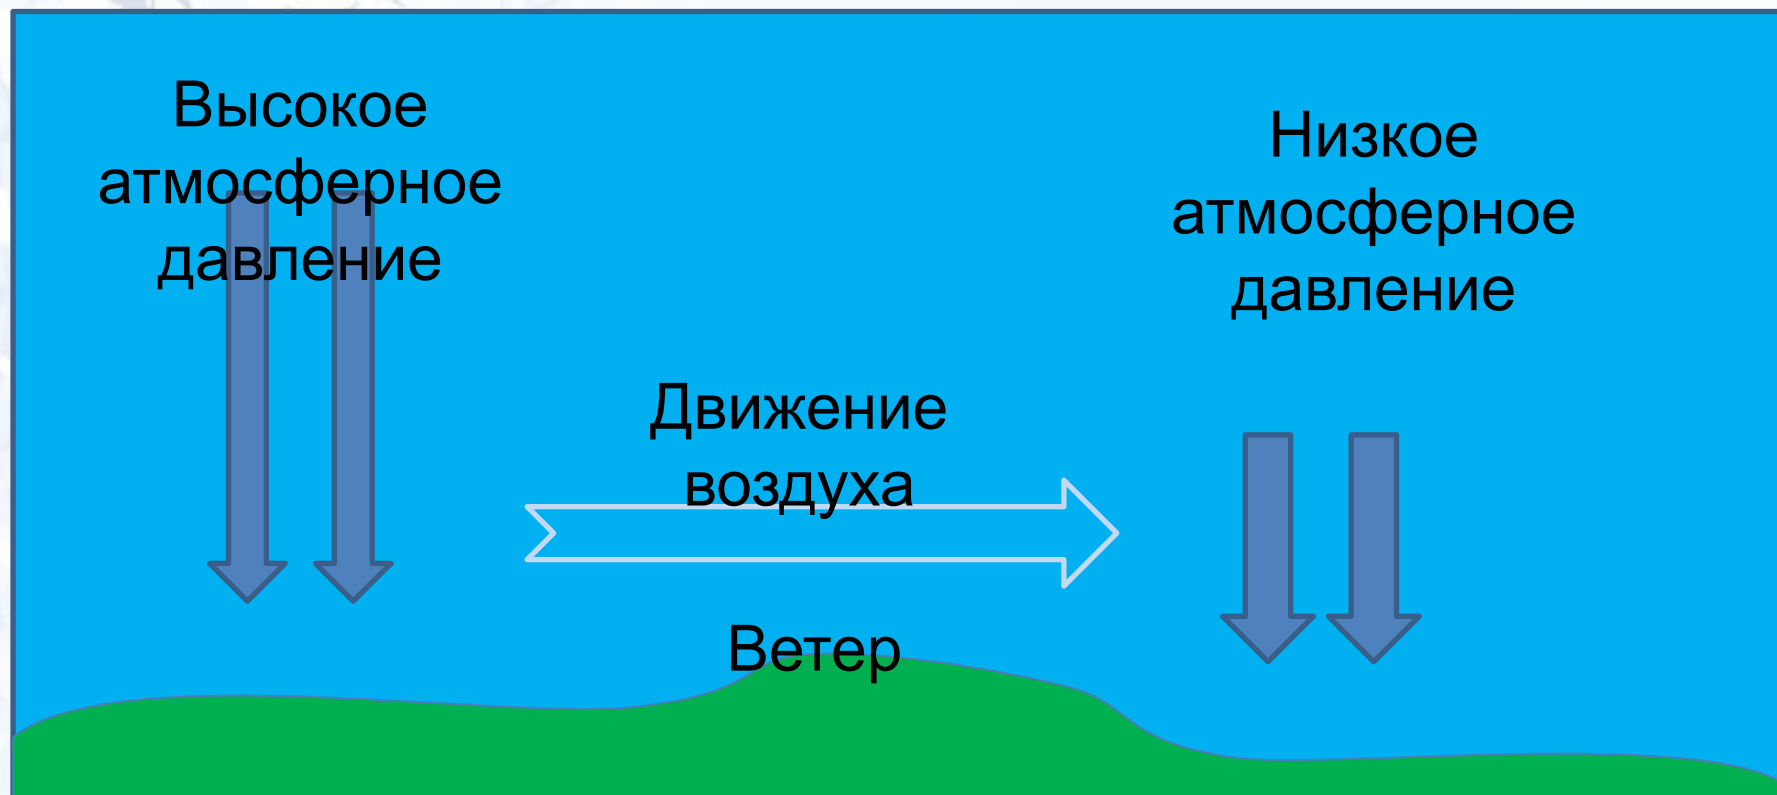 Высокое
атмосферное
давление
Низкое
атмосферное
давление
Движение
воздуха
Ветер